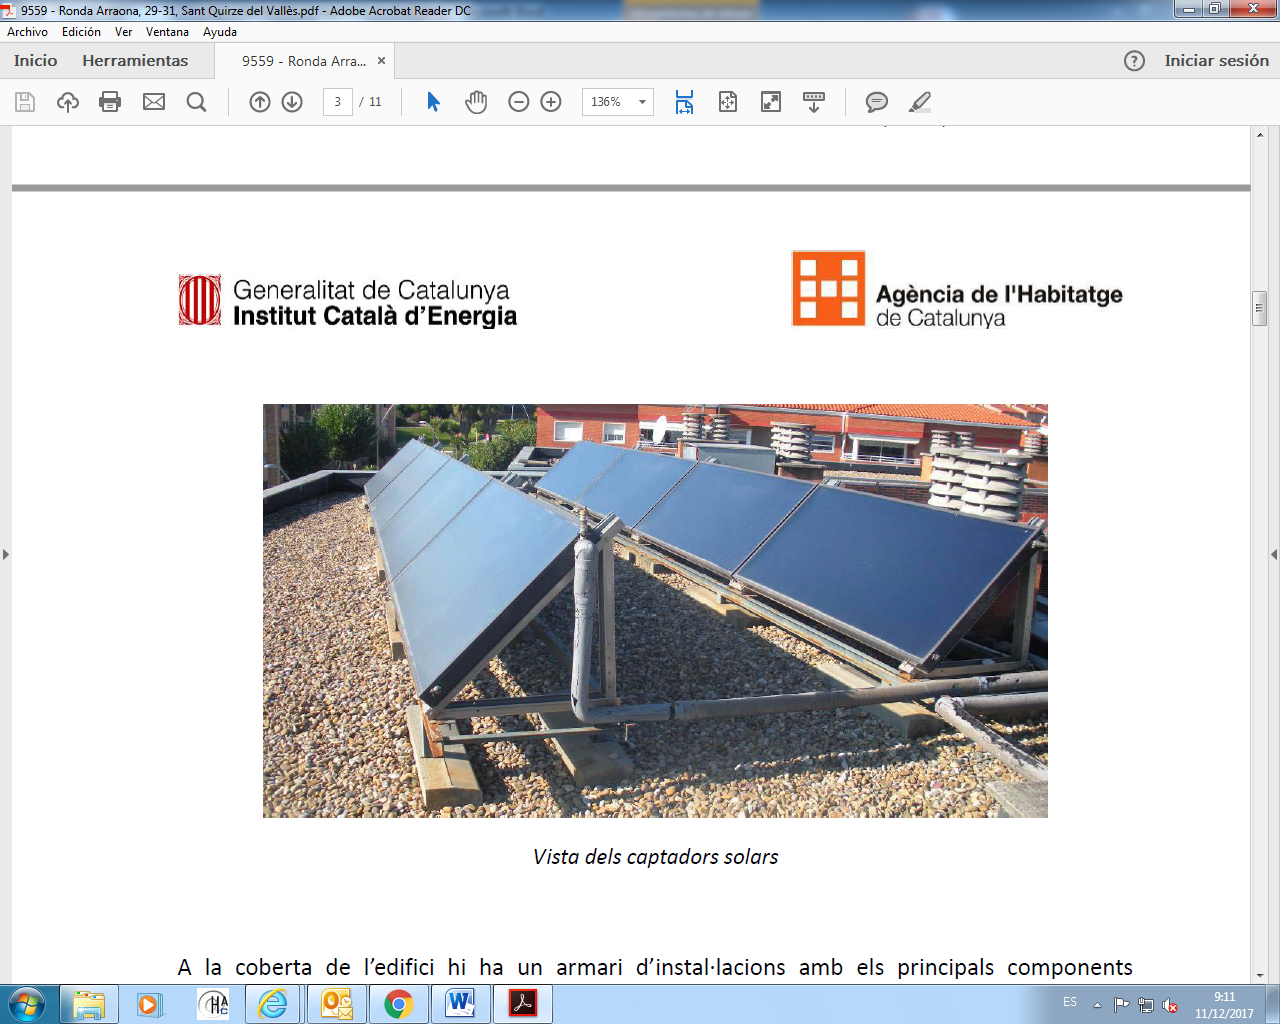 9559 - Ronda Arraona, 29-31, Sant Quirze del Vallès.pdf - Adobe Acrobat Reader DC
Archivo Edición Ver Ventana Ayuda
Inicio Herramientas 9559 - Ronda Arra... × ? Iniciar sesión
3 / 11 136%
Generalitat de Catalunya
Institut Català d'Energia
Agència de l'Habitatge
de Catalunya
Vista dels captadors solars
A la coberta de l'edifici hi ha un armari d'instal·lacions amb els principals components
ES 9:11
11/12/2017